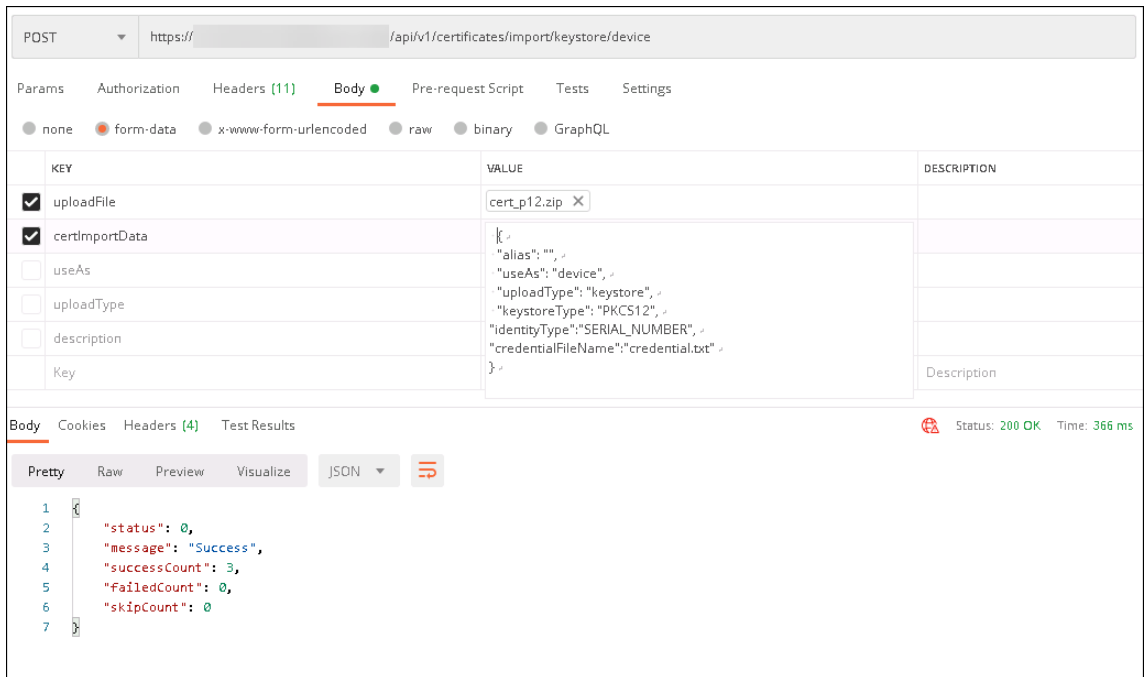 POST https:// /api/v1/certificates/import/keystore/device
Params Authorization Headers (11) Body Pre-request Script Tests Settings
none form-data x-www-form-urlencoded raw binary GraphQL
KEY VALUE DESCRIPTION
uploadFile cert_p12.zip
certImportData
{
"alias": "",
"useAs": "device",
"uploadType": "keystore",
"keystoreType": "PKCS12",
"identityType":"SERIAL_NUMBER",
"credentialFileName":"credential.txt"
}
useAs
uploadType
description
Key Description
Body Cookies Headers (4) Test Results Status: 200 OK Time: 366 ms
Pretty Raw Preview Visualize JSON
1 {
2 "status": 0,
3 "message": "Success",
4 "successCount": 3,
5 "failedCount": 0,
6 "skipCount": 0
7 }